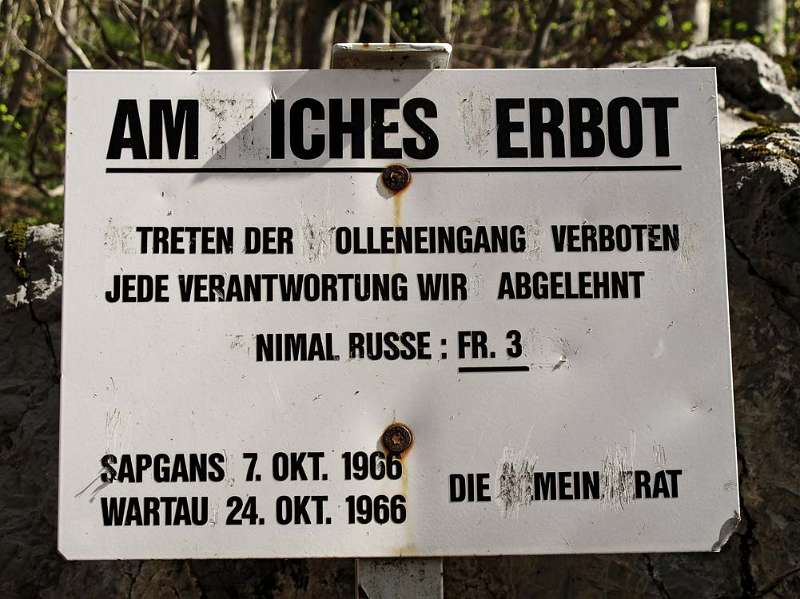 AM ICHES ERBOT
TRETEN DER OLLENEINGANG VERBOTEN
JEDE VERANTWORTUNG WIR ABGELEHNT
NIMAL RUSSE : FR. 3
SAPGANS 7. OKT. 1966
WARTAU 24. OKT. 1966
DIE MEIN RAT